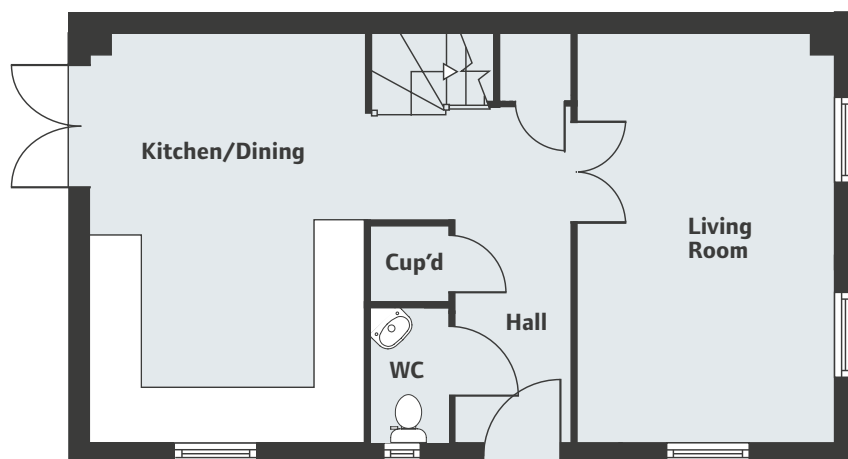 Kitchen/Dining
Living
Room
Cup’d
Hall
WC